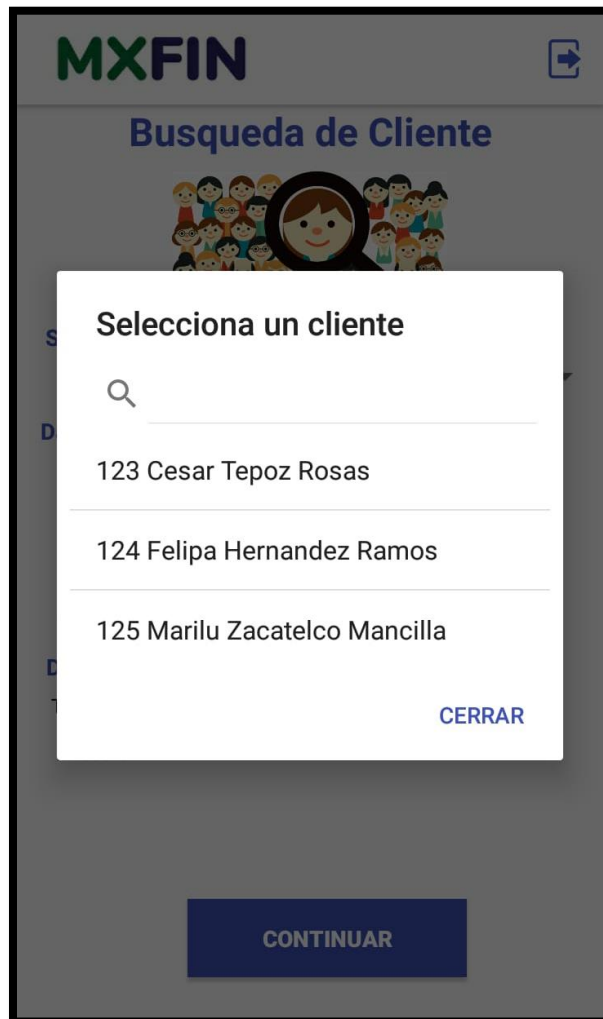 MXFIN
Busqueda de Cliente
Selecciona un cliente
123 Cesar Tepoz Rosas
124 Felipa Hernandez Ramos
125 Marilu Zacatelco Mancilla
CERRAR
CONTINUAR